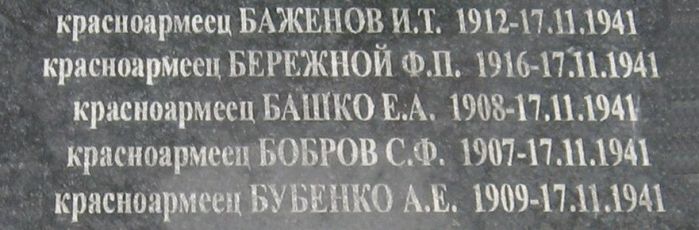 красноармеец БАЖЕНОВ И.Т. 1912-17.11.1941
красноармеец БЕРЕЖНОЙ Ф.П. 1916-17.11.1941
красноармеец БАШКО Е.А. 1908-17.11.1941
красноармеец БОБРОВ С.Ф. 1907-17.11.1941
красноармеец БУБЕНКО А.Е. 1909-17.11.1941